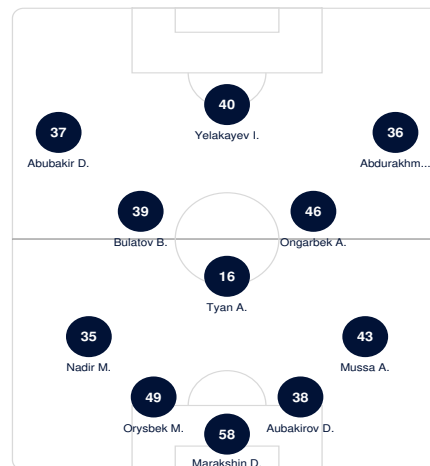 40
Yelakayev I.
37
Abubakir D.
36
Abdurakhm...
39
Bulatov B.
46
Ongarbek A.
16
Tyan A.
35
Nadir M.
43
Mussa A.
49
Orysbek M.
38
Aubakirov D.
58
Marakshin D.